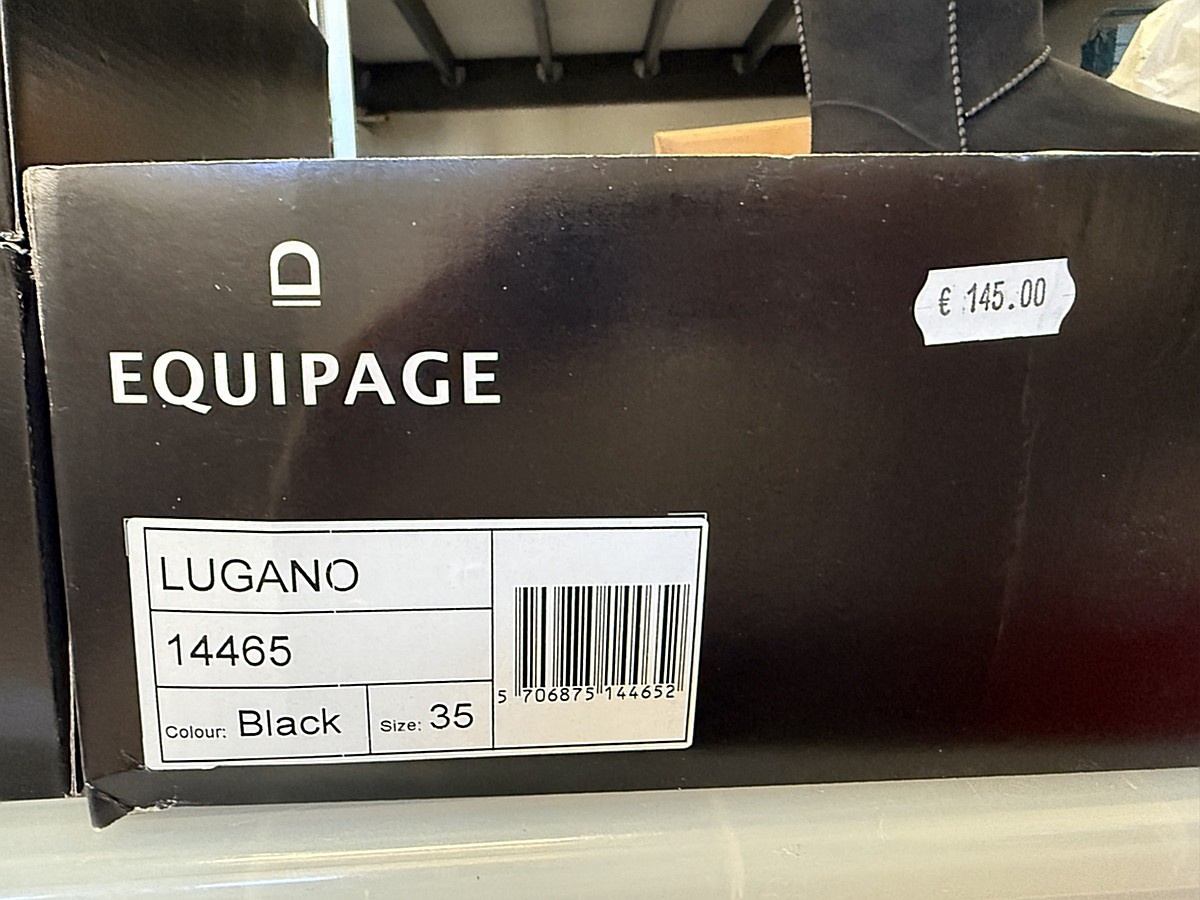 EQUIPAGE
€ 145.00
LUGANO
14465
Colour: Black
Size: 35
5 706875 144652